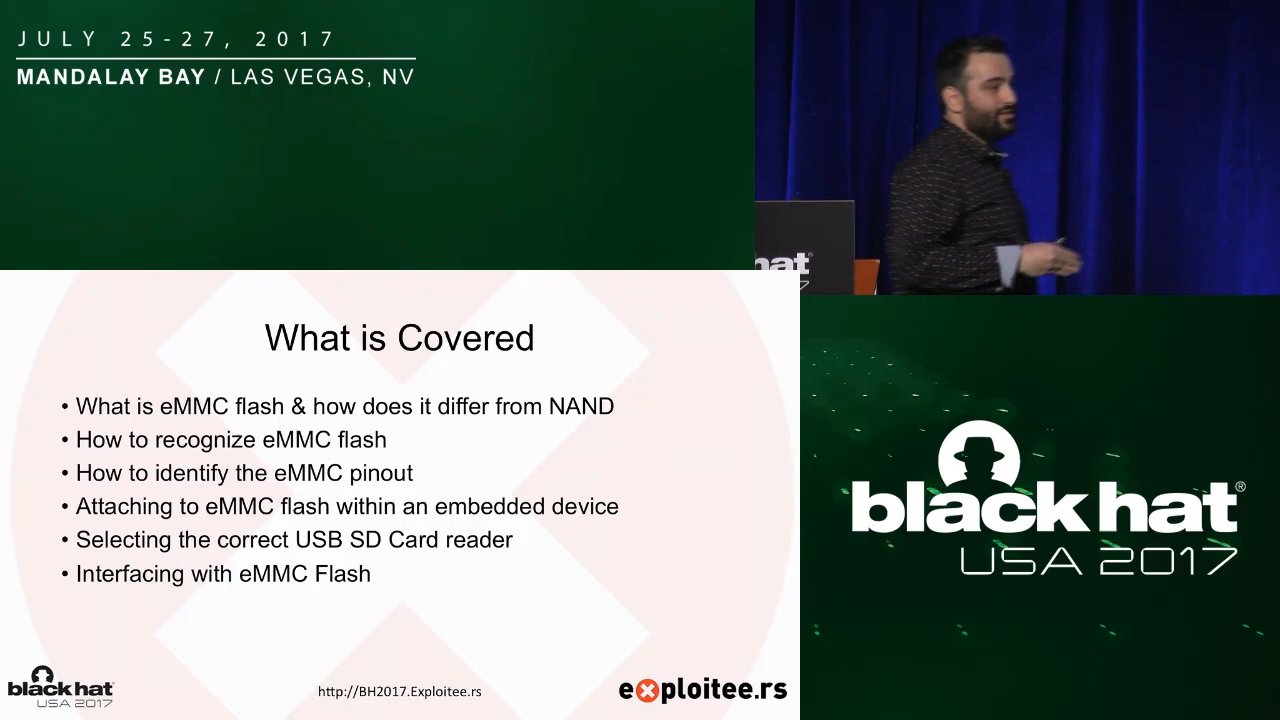 JULY 25-27, 2017
MANDALAY BAY / LAS VEGAS, NV
hat®
7
What is Covered
• What is eMMC flash & how does it differ from NAND
• How to recognize eMMC flash
• How to identify the eMMC pinout
• Attaching to eMMC flash within an embedded device
• Selecting the correct USB SD Card reader
• Interfacing with eMMC Flash
black hat®
USA 2017
black hat
USA 2017
http://BH2017.Exploitee.rs
exploitee.rs